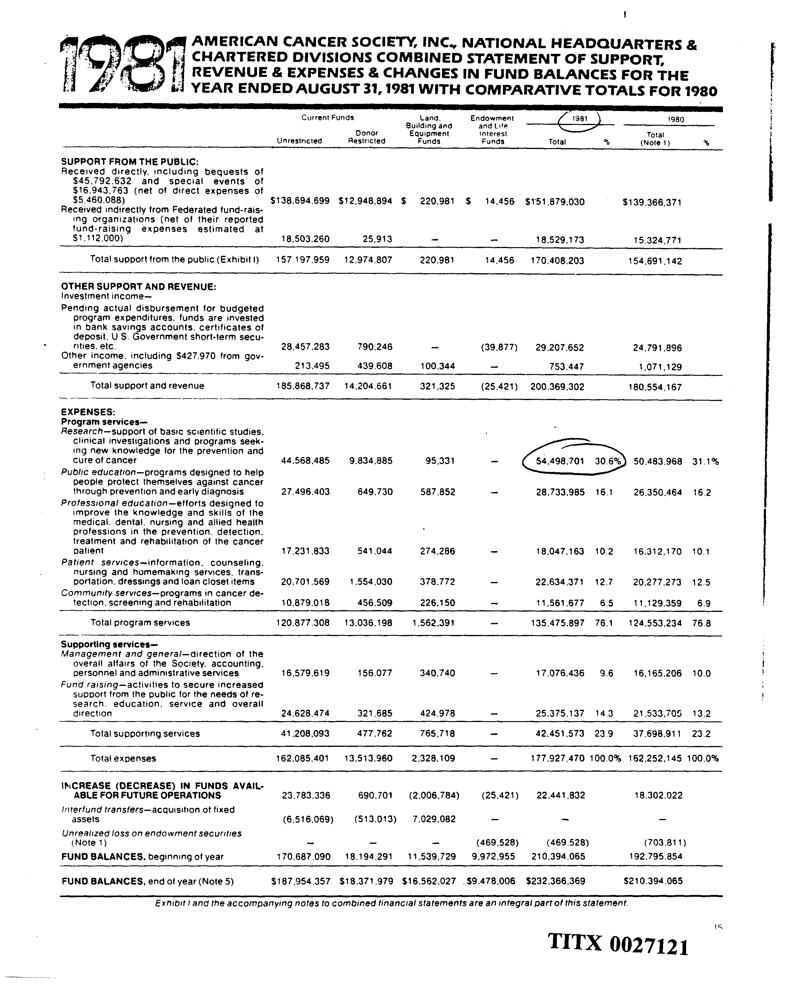 1981
AMERICAN CANCER SOCIETY, INC., NATIONAL HEADQUARTERS &
CHARTERED DIVISIONS COMBINED STATEMENT OF SUPPORT,
REVENUE & EXPENSES & CHANGES IN FUND BALANCES FOR THE
YEAR ENDED AUGUST 31, 1981 WITH COMPARATIVE TOTALS FOR 1980
Current Funds Land, Endowment 1981 1980
Building and and Life
Donor Equipment Interest Total
Unrestricted Restricted Funds Funds Total % (Note 1) %
SUPPORT FROM THE PUBLIC:
Received directly, including bequests of
$45,792,632 and special events of
$16,943,763 (net of direct expenses of
$5,460,088) $138,694,699 $12,948,894 $ 220,981 $ 14,456 $151,879,030 $139,366,371
Received indirectly from Federated fund-rais-
ing organizations (net of their reported
fund-raising expenses estimated at
$1,112,000) 18,503,260 25,913 — — 18,529,173 15,324,771
Total support from the public (Exhibit I) 157,197,959 12,974,807 220,981 14,456 170,408,203 154,691,142
OTHER SUPPORT AND REVENUE:
Investment income—
Pending actual disbursement for budgeted
program expenditures, funds are invested
in bank savings accounts, certificates of
deposit, U.S. Government short-term secu-
rities, etc. 28,457,283 790,246 — (39,877) 29,207,652 24,791,896
Other income, including $427,970 from gov-
ernment agencies 213,495 439,608 100,344 753,447 1,071,129
Total support and revenue 185,868,737 14,204,661 321,325 (25,421) 200,369,302 180,554,167
EXPENSES:
Program services—
Research—support of basic scientific studies,
clinical investigations and programs seek-
ing new knowledge for the prevention and
cure of cancer 44,568,485 9,834,885 95,331 — 54,498,701 30.6% 50,483,968 31.1%
Public education—programs designed to help
people protect themselves against cancer
through prevention and early diagnosis 27,496,403 649,730 587,852 — 28,733,985 16.1 26,350,464 16.2
Professional education—efforts designed to
improve the knowledge and skills of the
medical, dental, nursing and allied health
professions in the prevention, detection,
treatment and rehabilitation of the cancer
patient 17,231,833 541,044 274,286 — 18,047,163 10.2 16,312,170 10.1
Patient services—information, counseling,
nursing and homemaking services, trans-
portation, dressings and loan closet items 20,701,569 1,554,030 378,772 — 22,634,371 12.7 20,277,273 12.5
Community services—programs in cancer de-
tection, screening and rehabilitation 10,879,018 456,509 226,150 — 11,561,677 6.5 11,129,359 6.9
Total program services 120,877,308 13,036,198 1,562,391 — 135,475,897 76.1 124,553,234 76.8
Supporting services—
Management and general—direction of the
overall affairs of the Society, accounting,
personnel and administrative services 16,579,619 156,077 340,740 — 17,076,436 9.6 16,165,206 10.0
Fund raising—activities to secure increased
support from the public for the needs of re-
search, education, service and overall
direction 24,628,474 321,685 424,978 — 25,375,137 14.3 21,533,705 13.2
Total supporting services 41,208,093 477,762 765,718 — 42,451,573 23.9 37,698,911 23.2
Total expenses 162,085,401 13,513,960 2,328,109 — 177,927,470 100.0% 162,252,145 100.0%
INCREASE (DECREASE) IN FUNDS AVAIL-
ABLE FOR FUTURE OPERATIONS 23,783,336 690,701 (2,006,784) (25,421) 22,441,832 18,302,022
Interfund transfers—acquisition of fixed
assets (6,516,069) (513,013) 7,029,082 — — —
Unrealized loss on endowment securities
(Note 1) — — — (469,528) (469,528) (703,811)
FUND BALANCES, beginning of year 170,687,090 18,194,291 11,539,729 9,972,955 210,394,065 192,795,854
FUND BALANCES, end of year (Note 5) $187,954,357 $18,371,979 $16,562,027 $9,478,006 $232,366,369 $210,394,065
Exhibit I and the accompanying notes to combined financial statements are an integral part of this statement.
TITX 0027121